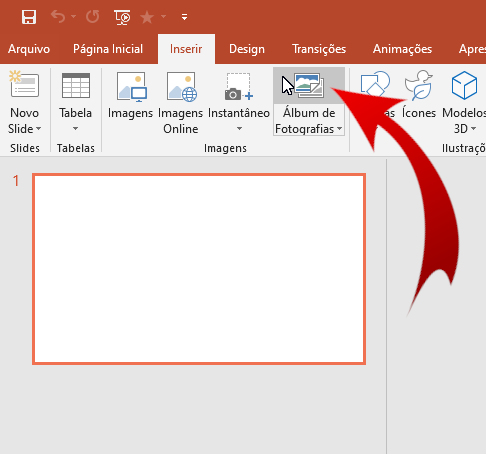 Arquivo Página Inicial Inserir Design Transições Animações Apre
Novo Slide Tabela Imagens Imagens Online Instantâneo Álbum de Fotografias as Ícones Modelos 3D
Slides Tabelas Imagens Ilustraçõ
1